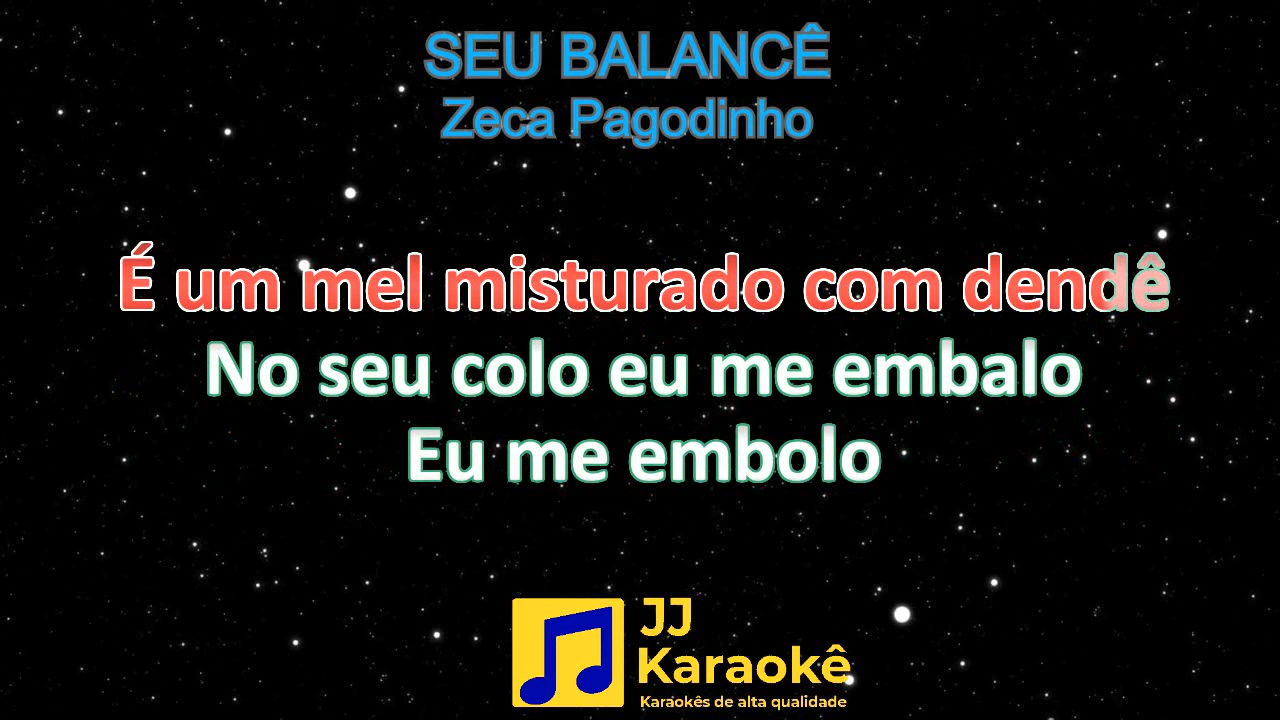 SEU BALANCÊ
Zeca Pagodinho
É um mel misturado com dendê
No seu colo eu me embalo
Eu me embolo
JJ
Karaokê
Karaokês de alta qualidade